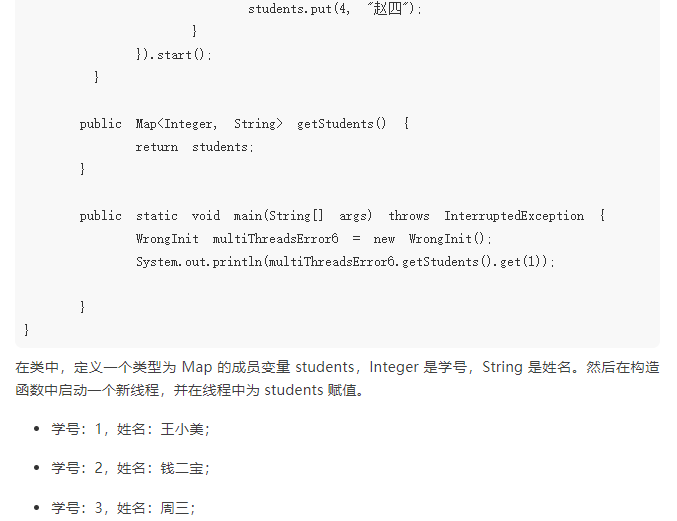 students.put(4, "赵四");
}
}).start();
}
public Map<Integer, String> getStudents() {
return students;
}
public static void main(String[] args) throws InterruptedException {
WrongInit multiThreadsError6 = new WrongInit();
System.out.println(multiThreadsError6.getStudents().get(1));
}
}
在类中，定义一个类型为 Map 的成员变量 students，Integer 是学号，String 是姓名。然后在构造
函数中启动一个新线程，并在线程中为 students 赋值。
• 学号：1，姓名：王小美；
• 学号：2，姓名：钱二宝；
• 学号：3，姓名：周三；